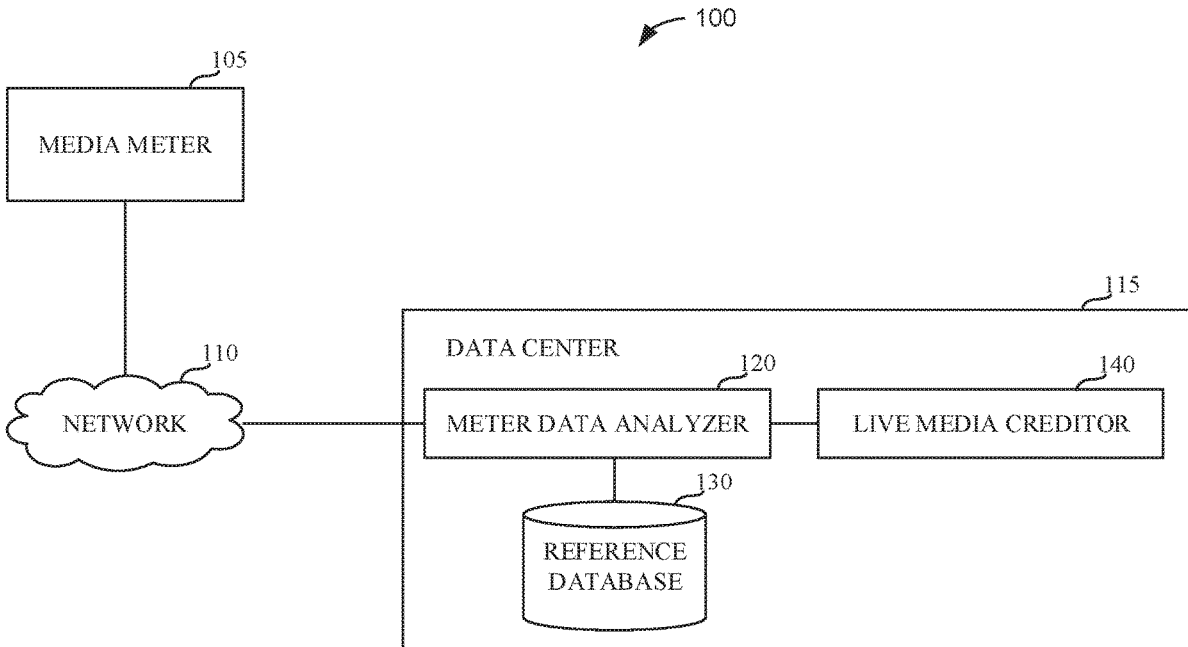 100
105
MEDIA METER
115
DATA CENTER
110
NETWORK
120
METER DATA ANALYZER
140
LIVE MEDIA CREDITOR
130
REFERENCE
DATABASE